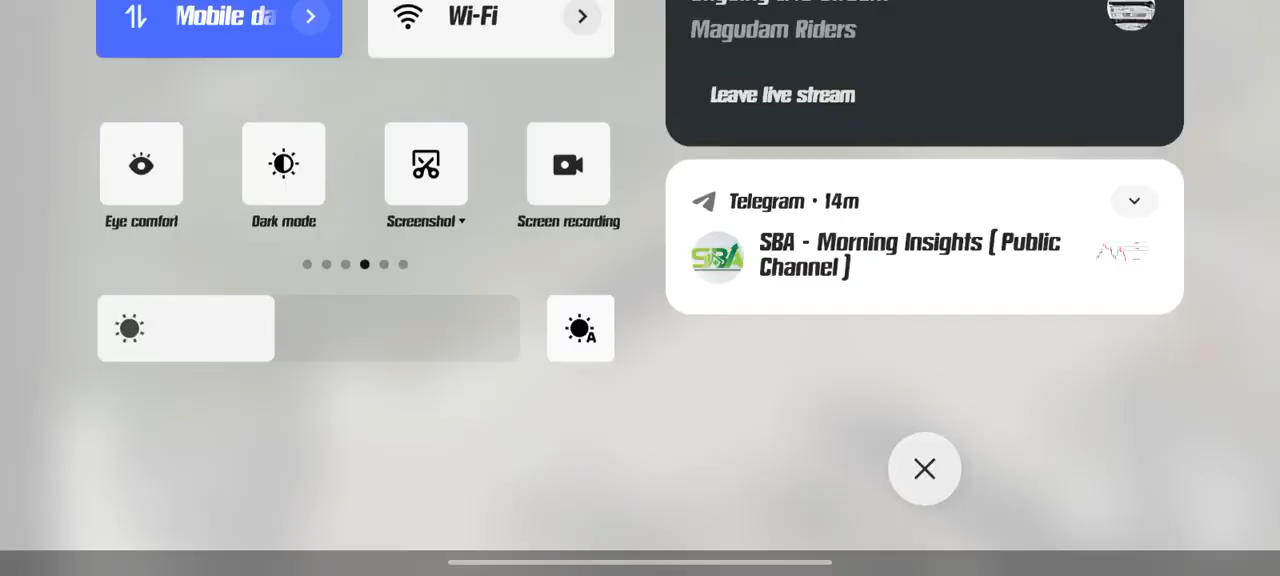 Mobile da
Wi-Fi
Eye comfort
Dark mode
Screenshot
Screen recording
A
Magudam Riders
Leave live stream
Telegram • 14m
SBA
SBA - Morning Insights [ Public
Channel ]